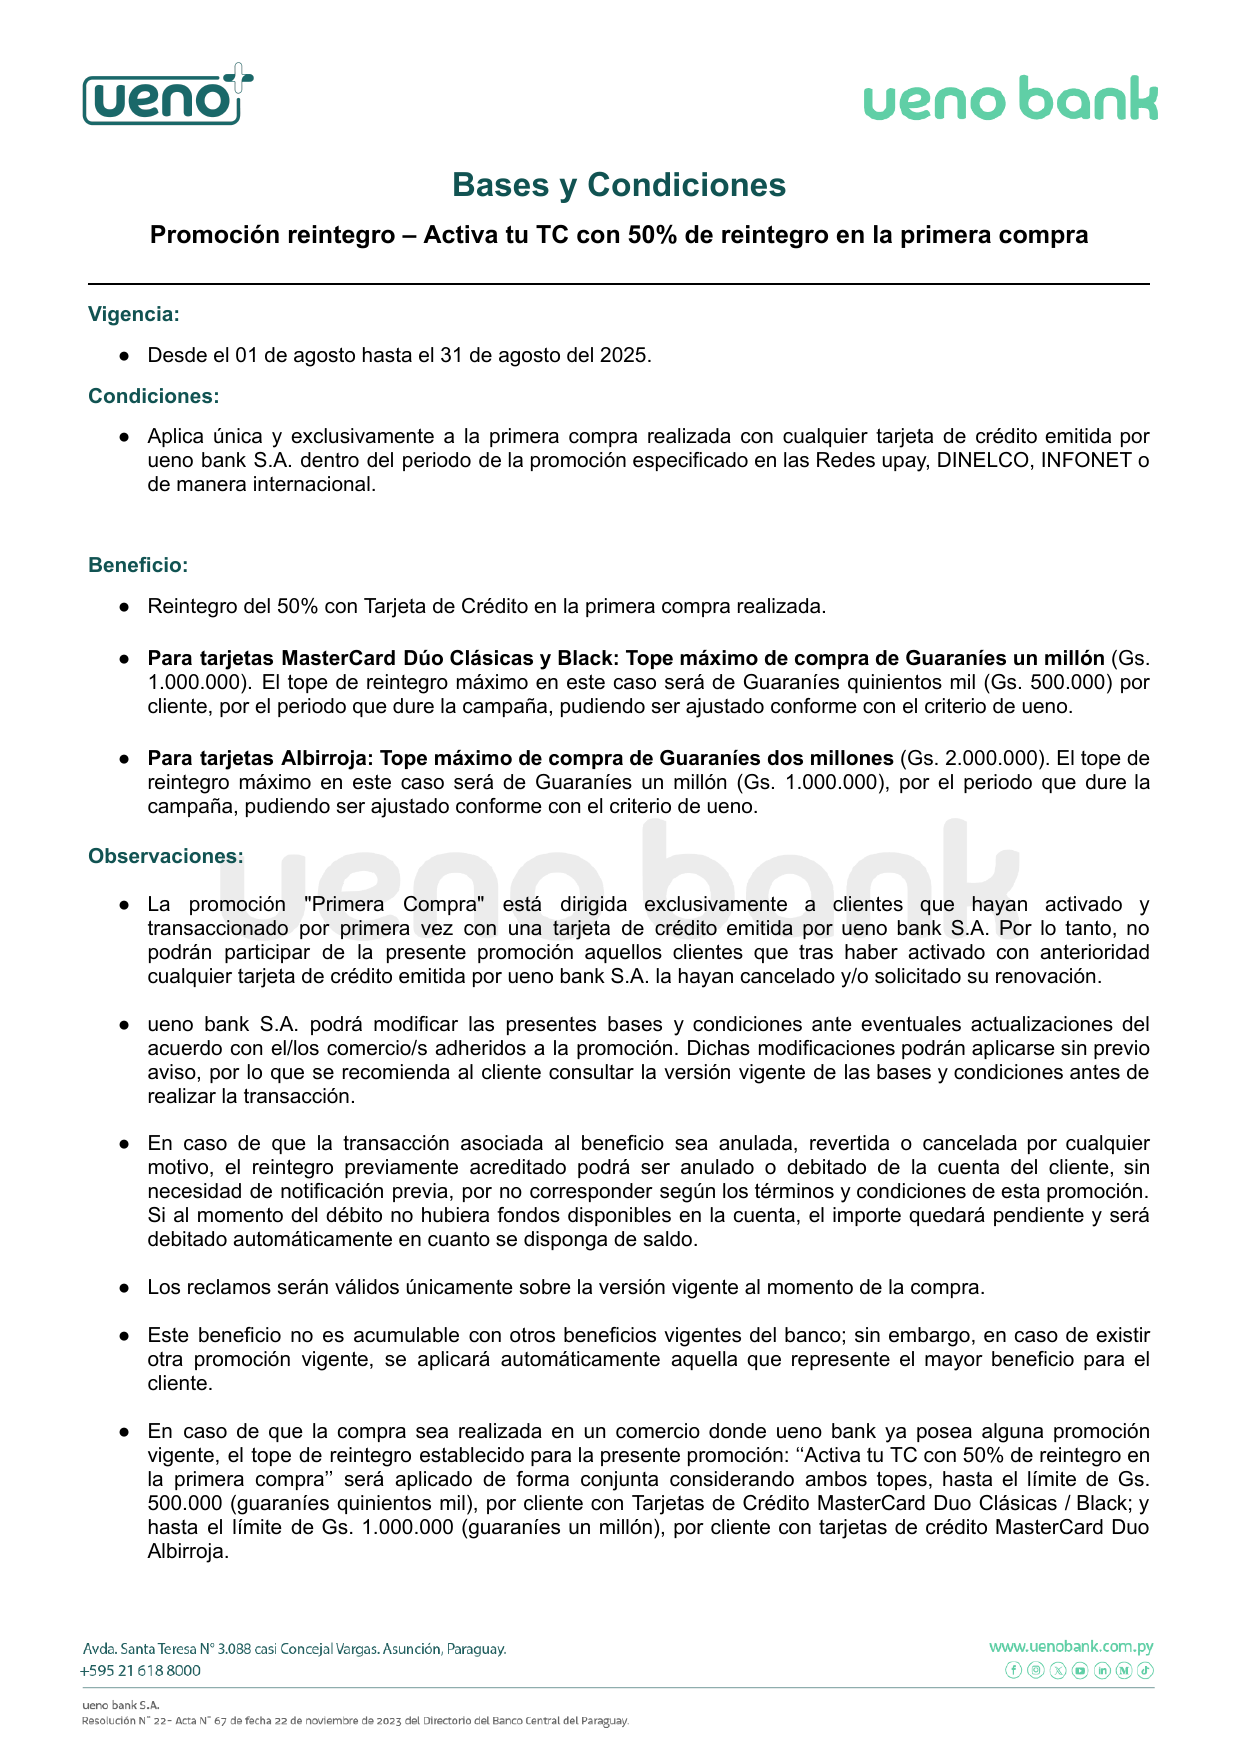 ueno
ueno bank
Bases y Condiciones
Promoción reintegro – Activa tu TC con 50% de reintegro en la primera compra
Vigencia:
● Desde el 01 de agosto hasta el 31 de agosto del 2025.
Condiciones:
● Aplica única y exclusivamente a la primera compra realizada con cualquier tarjeta de crédito emitida por
ueno bank S.A. dentro del periodo de la promoción especificado en las Redes upay, DINELCO, INFONET o
de manera internacional.
Beneficio:
● Reintegro del 50% con Tarjeta de Crédito en la primera compra realizada.
● Para tarjetas MasterCard Dúo Clásicas y Black: Tope máximo de compra de Guaraníes un millón (Gs.
1.000.000). El tope de reintegro máximo en este caso será de Guaraníes quinientos mil (Gs. 500.000) por
cliente, por el periodo que dure la campaña, pudiendo ser ajustado conforme con el criterio de ueno.
● Para tarjetas Albirroja: Tope máximo de compra de Guaraníes dos millones (Gs. 2.000.000). El tope de
reintegro máximo en este caso será de Guaraníes un millón (Gs. 1.000.000), por el periodo que dure la
campaña, pudiendo ser ajustado conforme con el criterio de ueno.
ueno bank
Observaciones:
● La promoción "Primera Compra" está dirigida exclusivamente a clientes que hayan activado y
transaccionado por primera vez con una tarjeta de crédito emitida por ueno bank S.A. Por lo tanto, no
podrán participar de la presente promoción aquellos clientes que tras haber activado con anterioridad
cualquier tarjeta de crédito emitida por ueno bank S.A. la hayan cancelado y/o solicitado su renovación.
● ueno bank S.A. podrá modificar las presentes bases y condiciones ante eventuales actualizaciones del
acuerdo con el/los comercio/s adheridos a la promoción. Dichas modificaciones podrán aplicarse sin previo
aviso, por lo que se recomienda al cliente consultar la versión vigente de las bases y condiciones antes de
realizar la transacción.
● En caso de que la transacción asociada al beneficio sea anulada, revertida o cancelada por cualquier
motivo, el reintegro previamente acreditado podrá ser anulado o debitado de la cuenta del cliente, sin
necesidad de notificación previa, por no corresponder según los términos y condiciones de esta promoción.
Si al momento del débito no hubiera fondos disponibles en la cuenta, el importe quedará pendiente y será
debitado automáticamente en cuanto se disponga de saldo.
● Los reclamos serán válidos únicamente sobre la versión vigente al momento de la compra.
● Este beneficio no es acumulable con otros beneficios vigentes del banco; sin embargo, en caso de existir
otra promoción vigente, se aplicará automáticamente aquella que represente el mayor beneficio para el
cliente.
● En caso de que la compra sea realizada en un comercio donde ueno bank ya posea alguna promoción
vigente, el tope de reintegro establecido para la presente promoción: ‘‘Activa tu TC con 50% de reintegro en
la primera compra’’ será aplicado de forma conjunta considerando ambos topes, hasta el límite de Gs.
500.000 (guaraníes quinientos mil), por cliente con Tarjetas de Crédito MasterCard Duo Clásicas / Black; y
hasta el límite de Gs. 1.000.000 (guaraníes un millón), por cliente con tarjetas de crédito MasterCard Duo
Albirroja.
Avda. Santa Teresa N° 3.088 casi Concejal Vargas. Asunción, Paraguay.
+595 21 618 8000
www.uenobank.com.py
ueno bank S.A.
Resolución N° 22- Acta N° 67 de fecha 22 de noviembre de 2023 del Directorio del Banco Central del Paraguay.